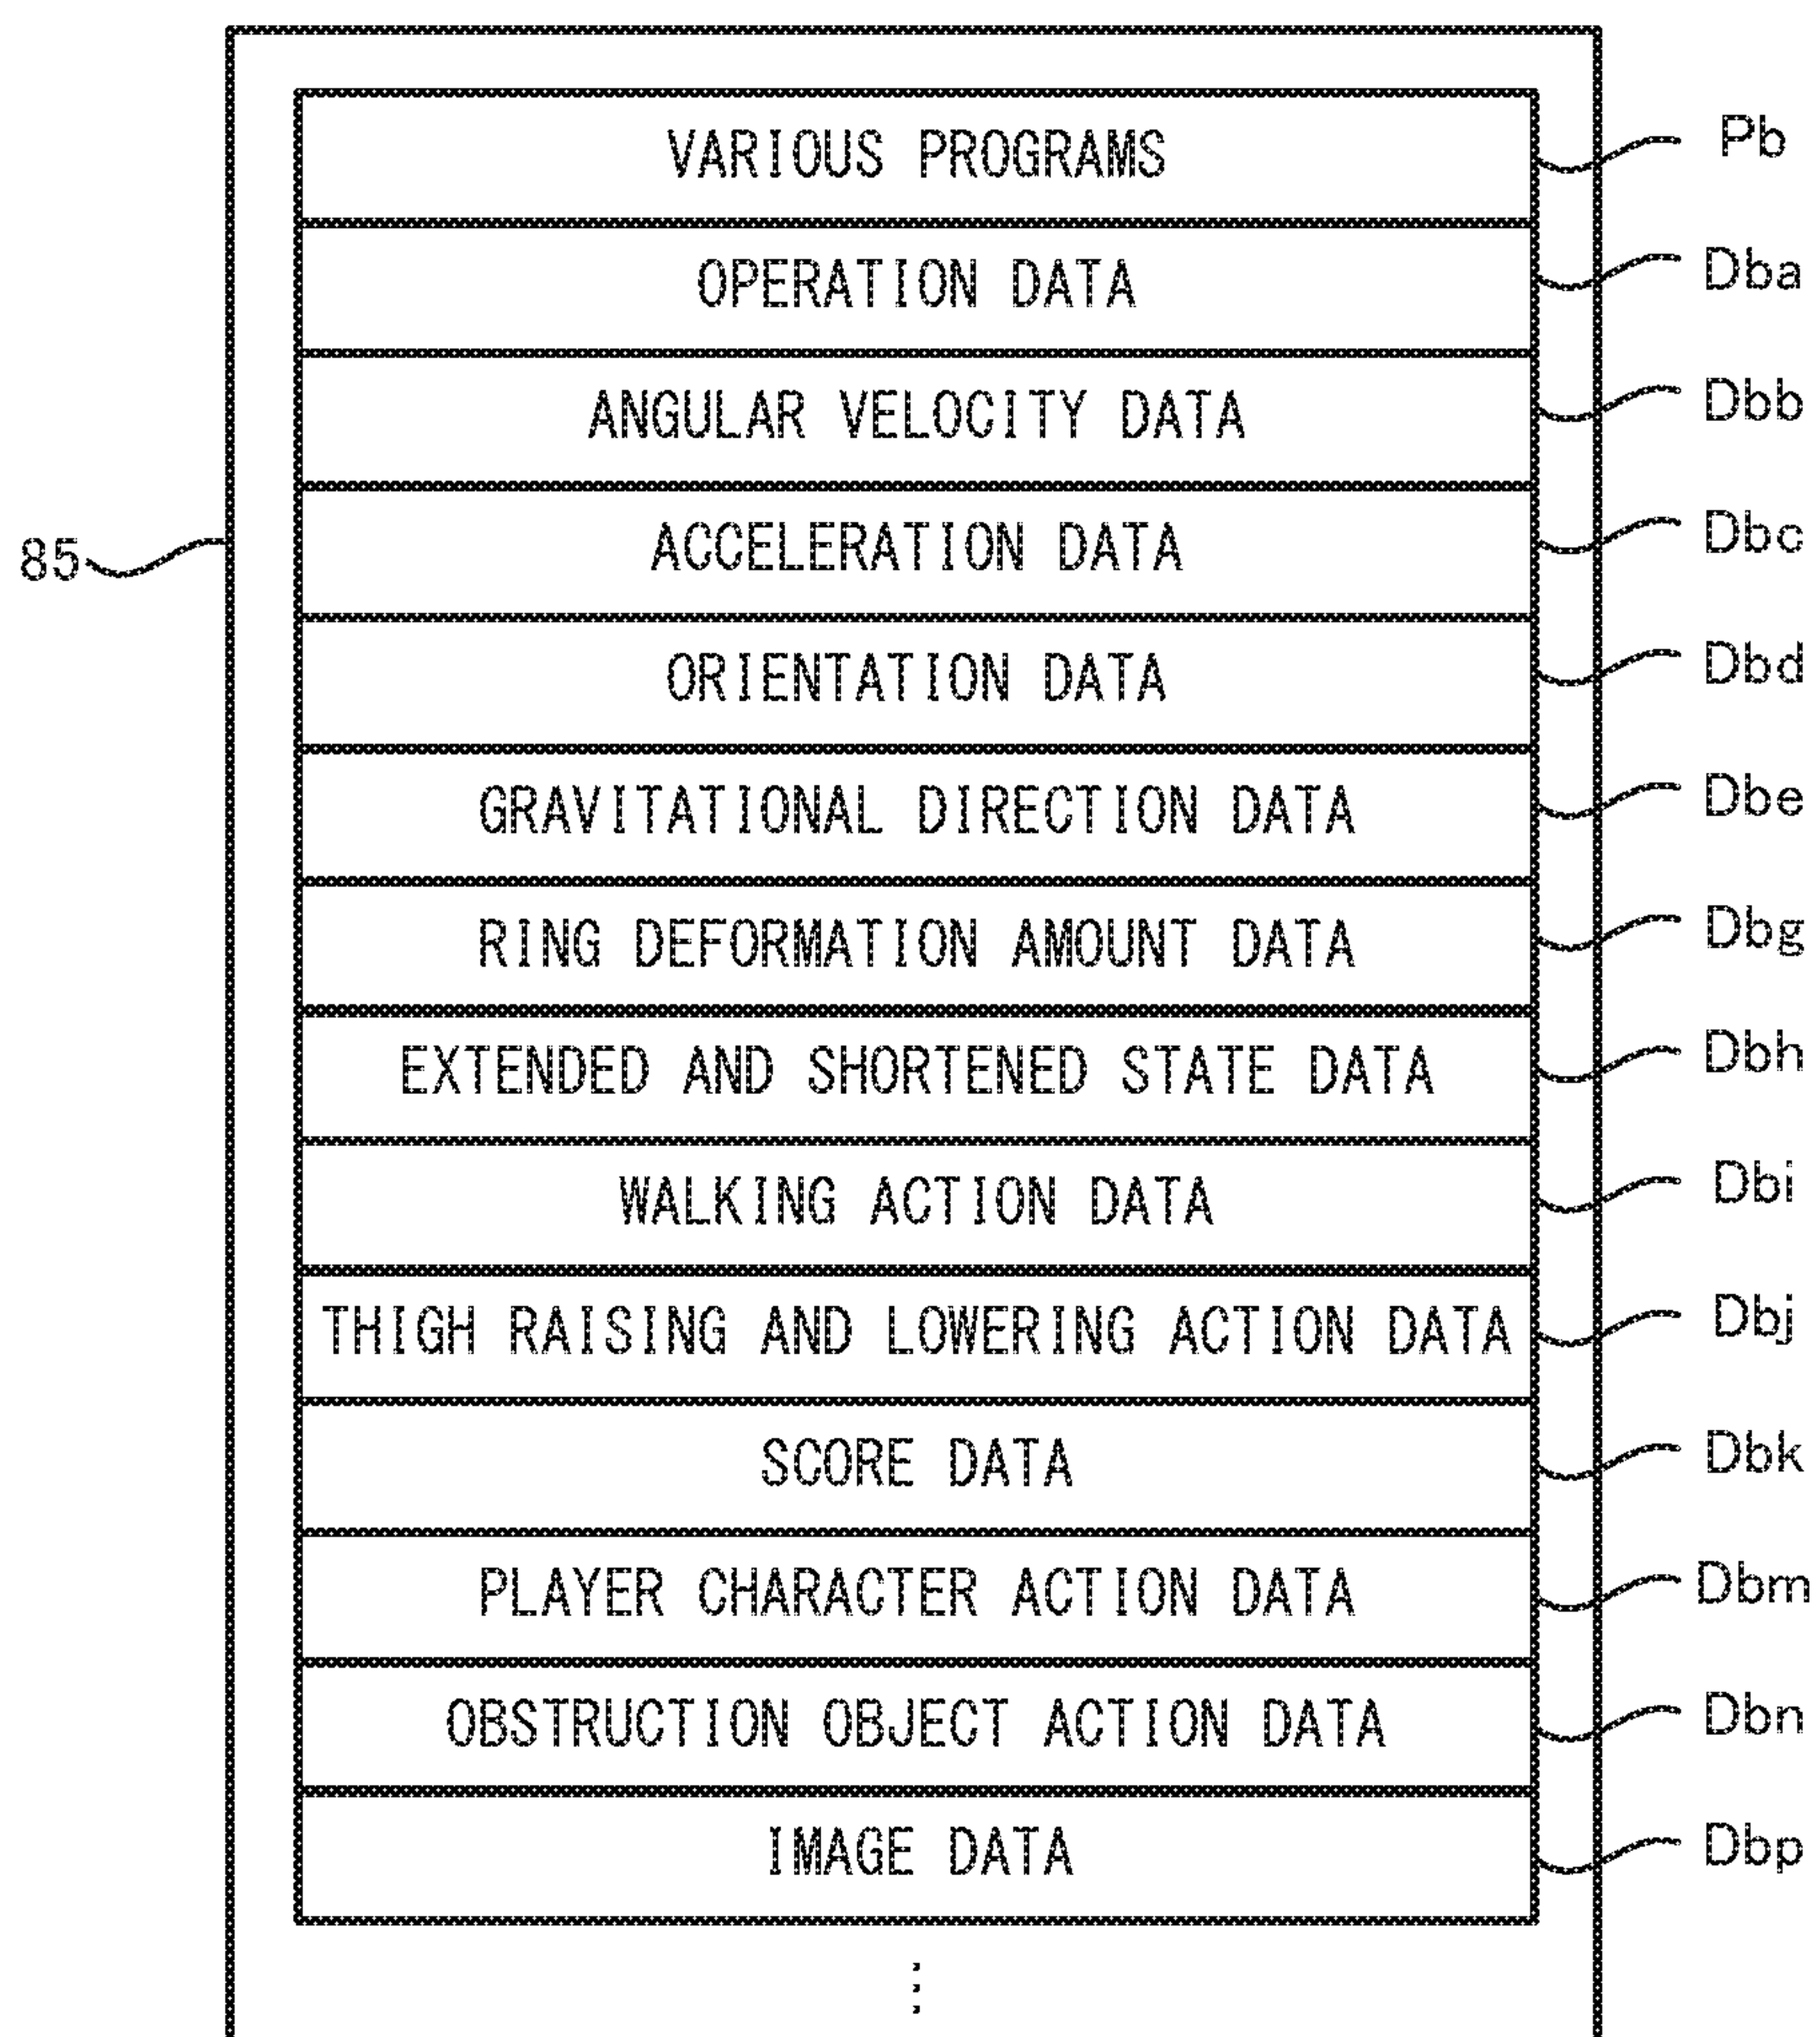 VARIOUS PROGRAMS Pb
OPERATION DATA Dba
ANGULAR VELOCITY DATA Dbb
ACCELERATION DATA Dbc
85
ORIENTATION DATA Dbd
GRAVITATIONAL DIRECTION DATA Dbe
RING DEFORMATION AMOUNT DATA Dbg
EXTENDED AND SHORTENED STATE DATA Dbh
WALKING ACTION DATA Dbi
THIGH RAISING AND LOWERING ACTION DATA Dbj
SCORE DATA Dbk
PLAYER CHARACTER ACTION DATA Dbm
OBSTRUCTION OBJECT ACTION DATA Dbn
IMAGE DATA Dbp